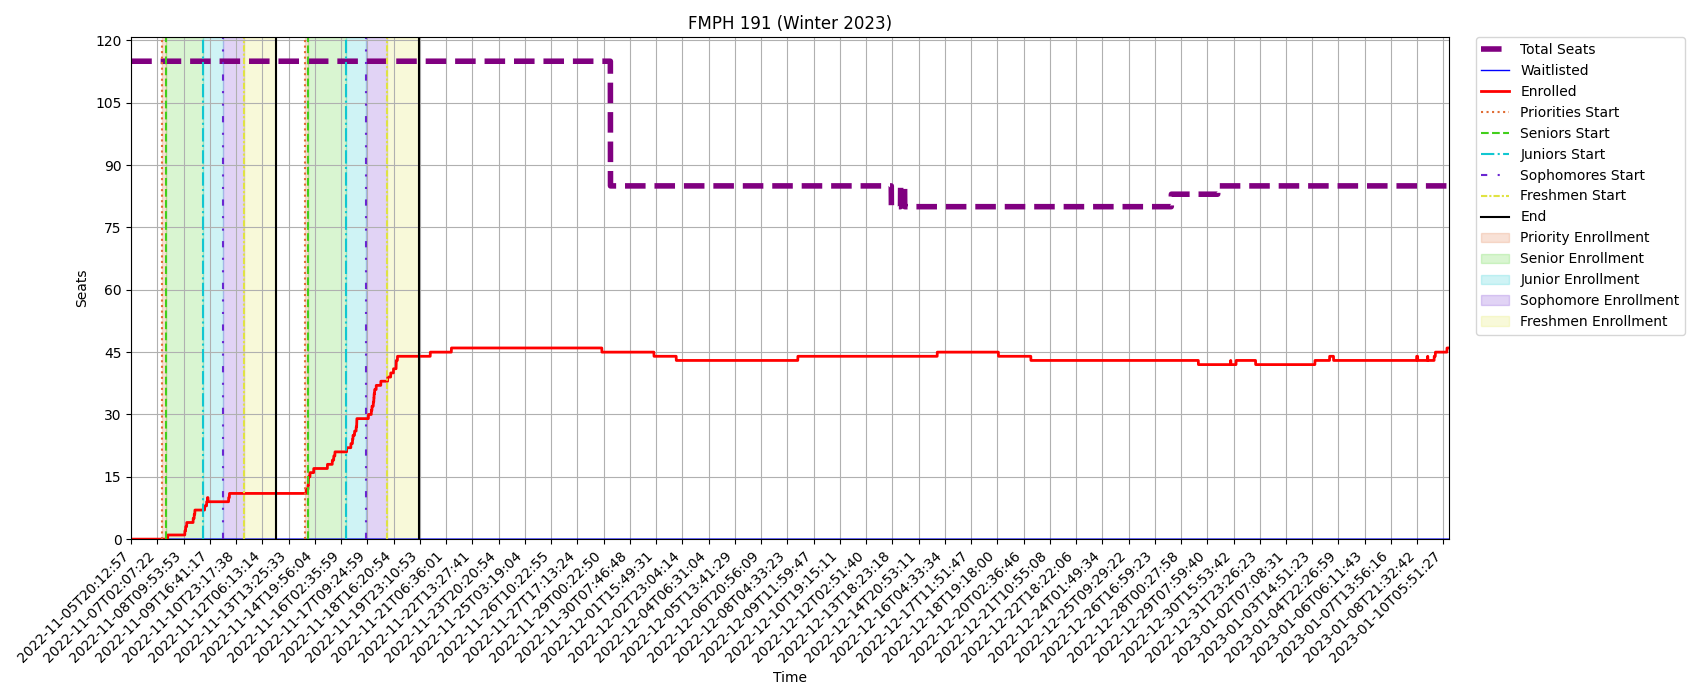 FMPH 191 (Winter 2023)
120
105
90
75
60
45
30
15
0
Seats
2022-11-05T20:12:57
2022-11-07T02:07:22
2022-11-08T09:53:53
2022-11-09T16:41:17
2022-11-10T23:17:38
2022-11-12T06:13:14
2022-11-13T13:25:33
2022-11-14T19:56:04
2022-11-16T02:35:59
2022-11-17T09:24:59
2022-11-18T16:20:54
2022-11-19T23:10:53
2022-11-21T06:36:01
2022-11-22T13:27:41
2022-11-23T20:20:54
2022-11-25T03:19:04
2022-11-26T10:22:55
2022-11-27T17:13:24
2022-11-29T00:22:50
2022-11-30T07:46:48
2022-12-01T15:49:31
2022-12-02T23:04:14
2022-12-04T06:31:04
2022-12-05T13:41:29
2022-12-06T20:56:09
2022-12-08T04:33:23
2022-12-09T11:59:47
2022-12-10T19:15:11
2022-12-12T02:51:40
2022-12-13T18:23:18
2022-12-14T20:53:11
2022-12-16T04:33:34
2022-12-17T11:51:47
2022-12-18T19:18:00
2022-12-20T02:36:46
2022-12-21T10:55:08
2022-12-22T18:22:06
2022-12-24T01:49:34
2022-12-25T09:29:22
2022-12-26T16:59:23
2022-12-28T00:27:58
2022-12-29T07:59:40
2022-12-30T15:53:42
2022-12-31T23:26:23
2023-01-02T07:08:31
2023-01-03T14:51:23
2023-01-04T22:26:59
2023-01-06T06:11:43
2023-01-07T13:56:16
2023-01-08T21:32:42
2023-01-10T05:51:27
Time
Total Seats
Waitlisted
Enrolled
Priorities Start
Seniors Start
Juniors Start
Sophomores Start
Freshmen Start
End
Priority Enrollment
Senior Enrollment
Junior Enrollment
Sophomore Enrollment
Freshmen Enrollment